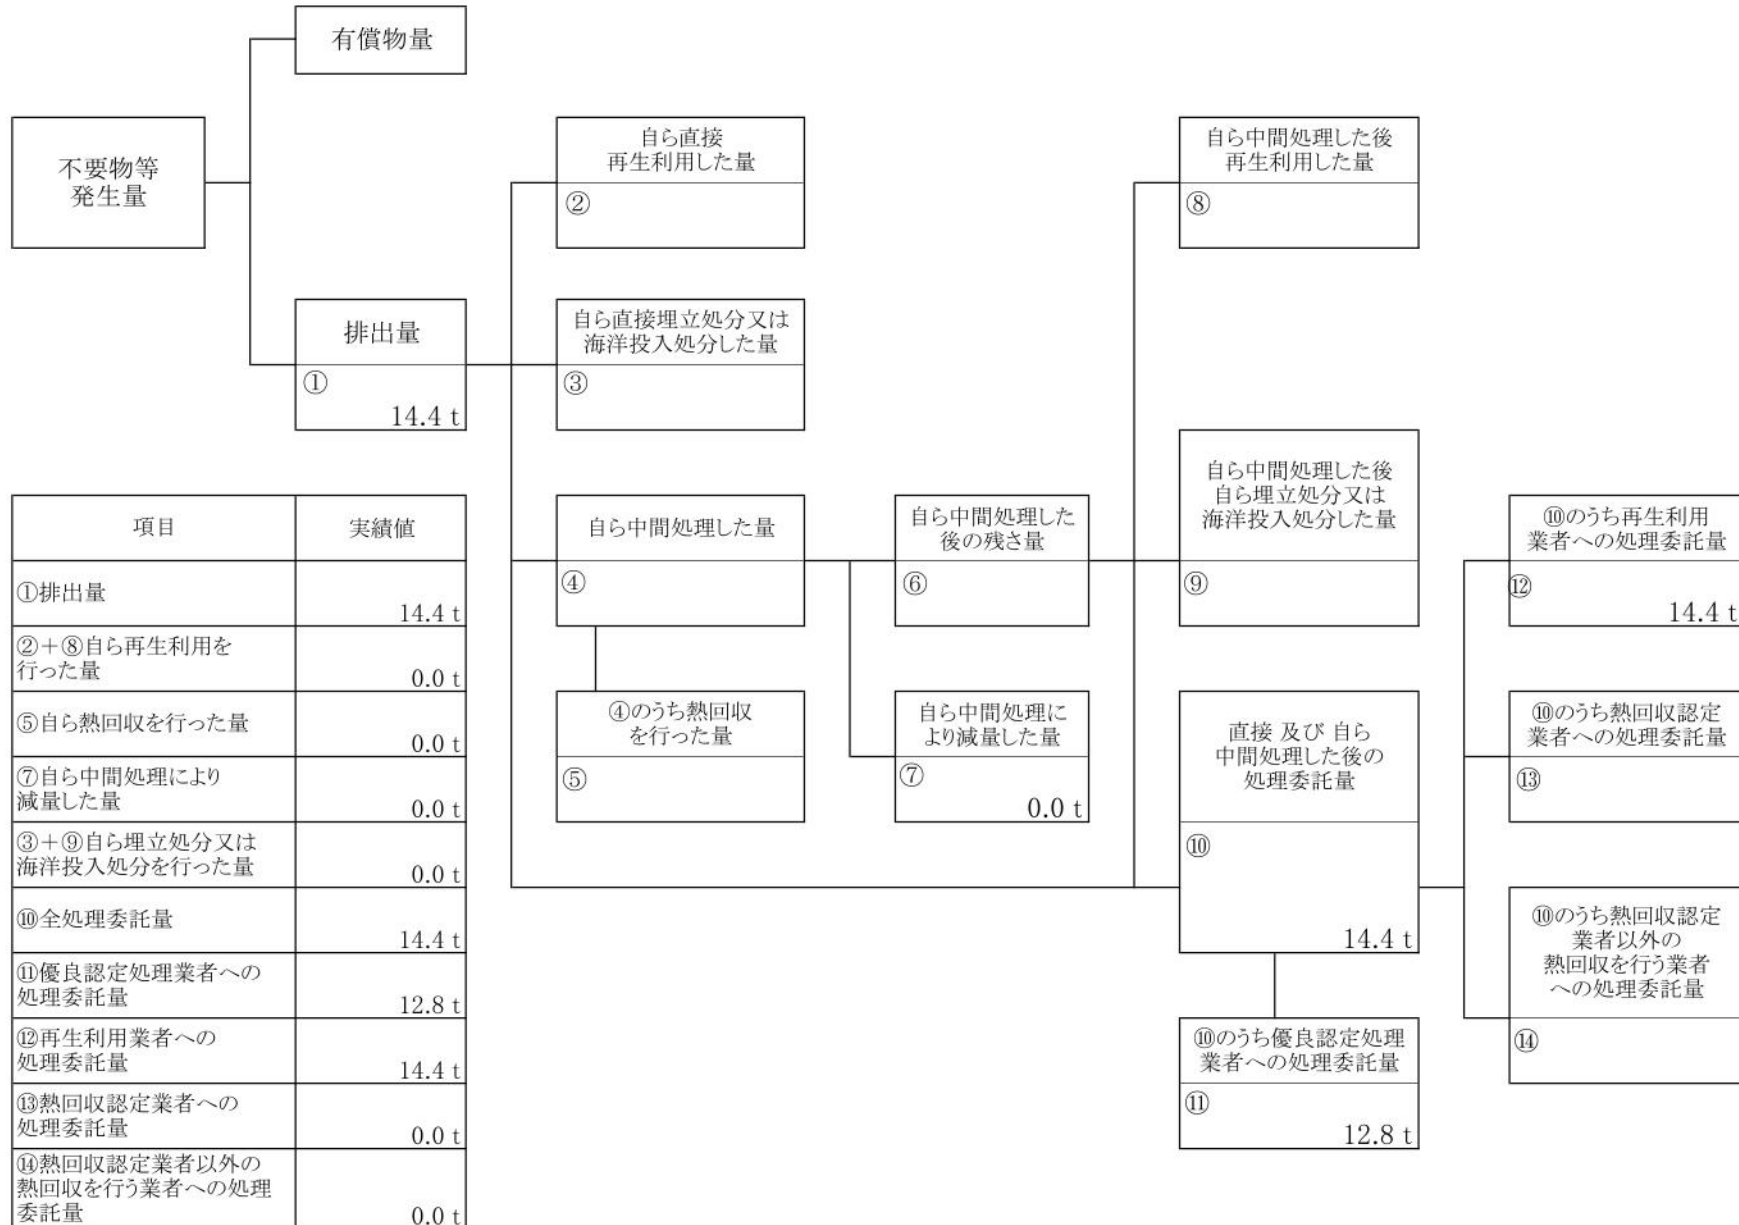 有償物量
不要物等
発生量
自ら直接
再生利用した量
②
自ら中間処理した後
再生利用した量
⑧
排出量
①
14.4 t
自ら直接埋立処分又は
海洋投入処分した量
③
自ら中間処理した量
④
自ら中間処理した
後の残さ量
⑥
自ら中間処理した後
自ら埋立処分又は
海洋投入処分した量
⑨
⑩のうち再生利用
業者への処理委託量
⑫
14.4 t
④のうち熱回収
を行った量
⑤
自ら中間処理に
より減量した量
⑦
0.0 t
直接 及び 自ら
中間処理した後の
処理委託量
⑩
14.4 t
⑩のうち熱回収認定
業者への処理委託量
⑬
⑩のうち熱回収認定
業者以外の
熱回収を行う業者
への処理委託量
⑭
⑩のうち優良認定処理
業者への処理委託量
⑪
12.8 t
項目 実績値
①排出量
14.4 t
②+⑧自ら再生利用を
行った量
0.0 t
⑤自ら熱回収を行った量
0.0 t
⑦自ら中間処理により
減量した量
0.0 t
③+⑨自ら埋立処分又は
海洋投入処分を行った量
0.0 t
⑩全処理委託量
14.4 t
⑪優良認定処理業者への
処理委託量
12.8 t
⑫再生利用業者への
処理委託量
14.4 t
⑬熱回収認定業者への
処理委託量
0.0 t
⑭熱回収認定業者以外の
熱回収を行う業者への処理
委託量
0.0 t